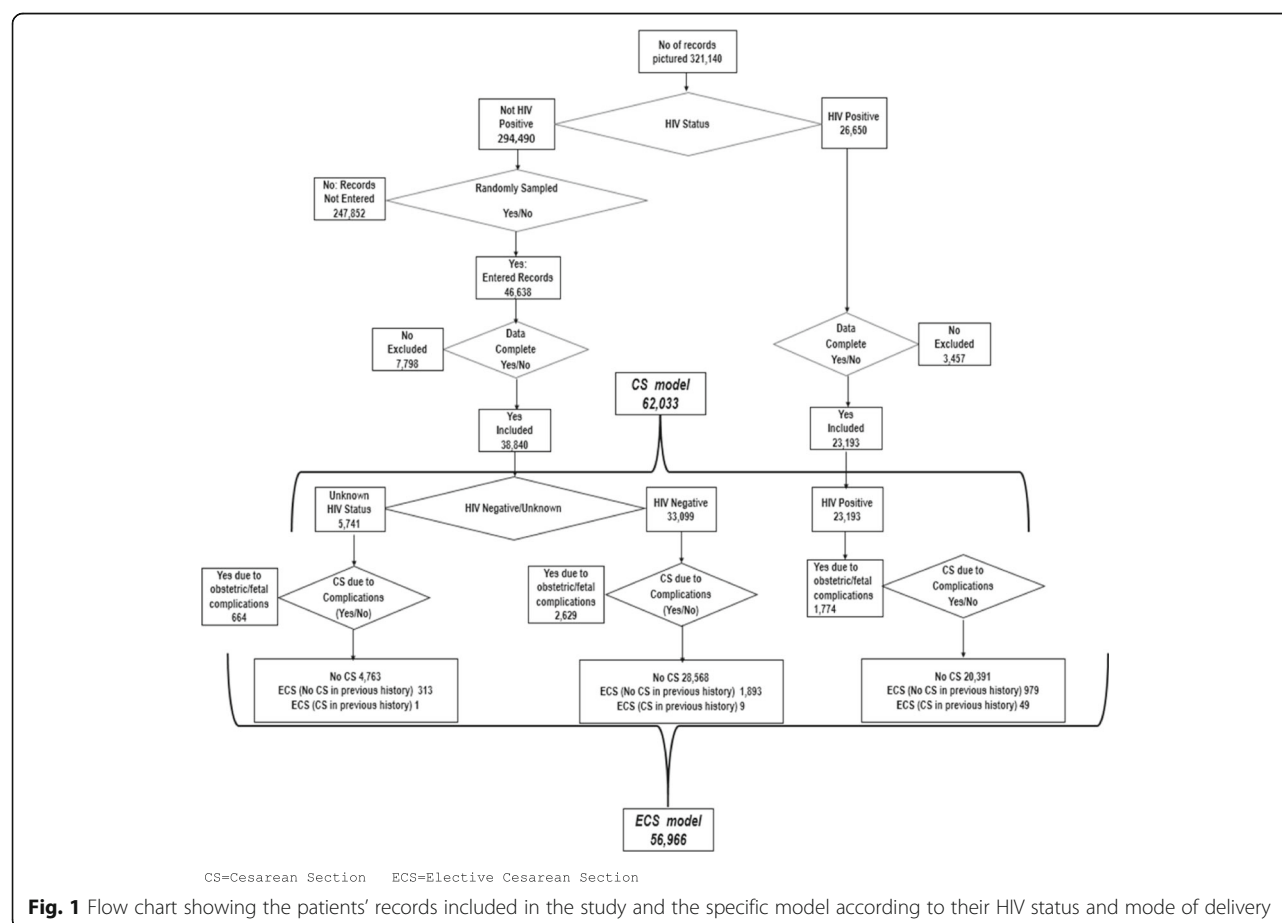 No of records
pictured 321,140
Not HIV
Positive
294,490
HIV Status
HIV Positive
26,650
No: Records
Not Entered
247,852
Randomly Sampled
Yes/No
Yes:
Entered Records
46,638
No
Excluded
7,798
Data
Complete
Yes/No
Data
Complete
Yes/No
No
Excluded
3,457
CS model
62,033
Yes
Included
38,840
Yes
Included
23,193
Unknown
HIV Status
5,741
HIV Negative/Unknown
HIV Negative
33,099
HIV Positive
23,193
Yes due to
obstetric/fetal
complications
664
CS due to
Complications
(Yes/No)
Yes due to
obstetric/fetal
complications
2,629
CS due to
Complications
(Yes/No)
Yes due to
obstetric/fetal
complications
1,774
CS due to
Complications
Yes/No
No CS 4,763
ECS (No CS in previous history) 313
ECS (CS in previous history) 1
No CS 28,568
ECS (No CS in previous history) 1,893
ECS (CS in previous history) 9
No CS 20,391
ECS (No CS in previous history) 979
ECS (CS in previous history) 49
ECS model
56,966
CS=Cesarean Section ECS=Elective Cesarean Section
Fig. 1 Flow chart showing the patients' records included in the study and the specific model according to their HIV status and mode of delivery